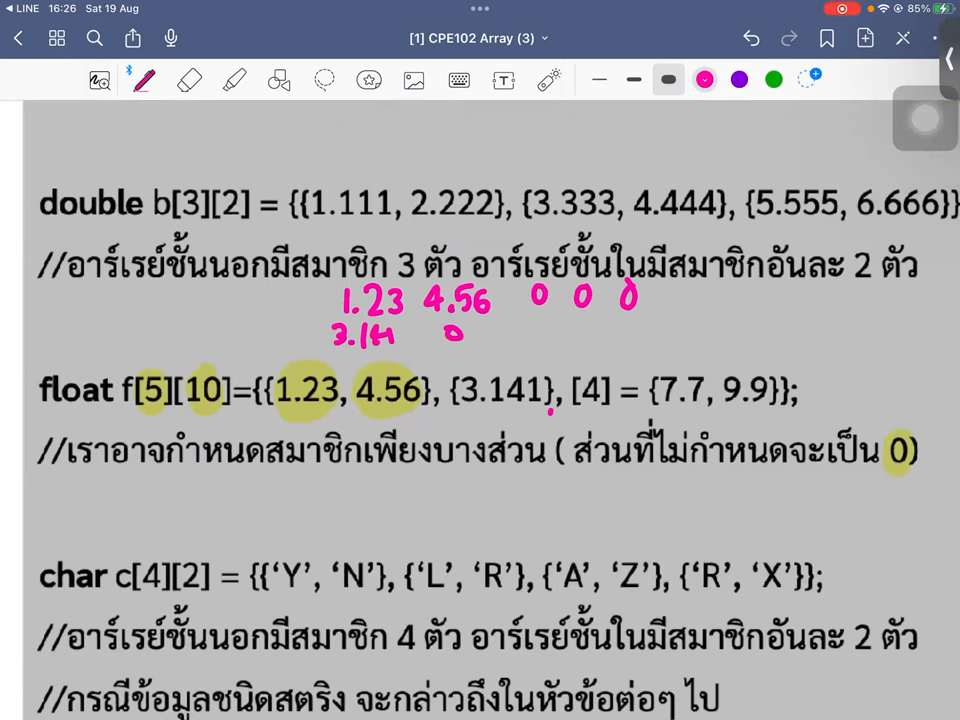 LINE 16:26 Sat 19 Aug 85%
[1] CPE102 Array (3)
double b[3][2] = {{1.111, 2.222}, {3.333, 4.444}, {5.555, 6.666}}
//อาร์เรย์ชั้นนอกมีสมาชิก 3 ตัว อาร์เรย์ชั้นในมีสมาชิกอันละ 2 ตัว
1.23 4.56 0 0 0
3.141 0
float f[5][10]={{1.23, 4.56}, {3.141}, [4] = {7.7, 9.9}};
//เราอาจกำหนดสมาชิกเพียงบางส่วน ( ส่วนที่ไม่กำหนดจะเป็น 0)
char c[4][2] = {{‘Y’, ‘N’}, {‘L’, ‘R’}, {‘A’, ‘Z’}, {‘R’, ‘X’}};
//อาร์เรย์ชั้นนอกมีสมาชิก 4 ตัว อาร์เรย์ชั้นในมีสมาชิกอันละ 2 ตัว
//กรณีข้อมูลชนิดสตริง จะกล่าวถึงในหัวข้อต่อๆ ไป